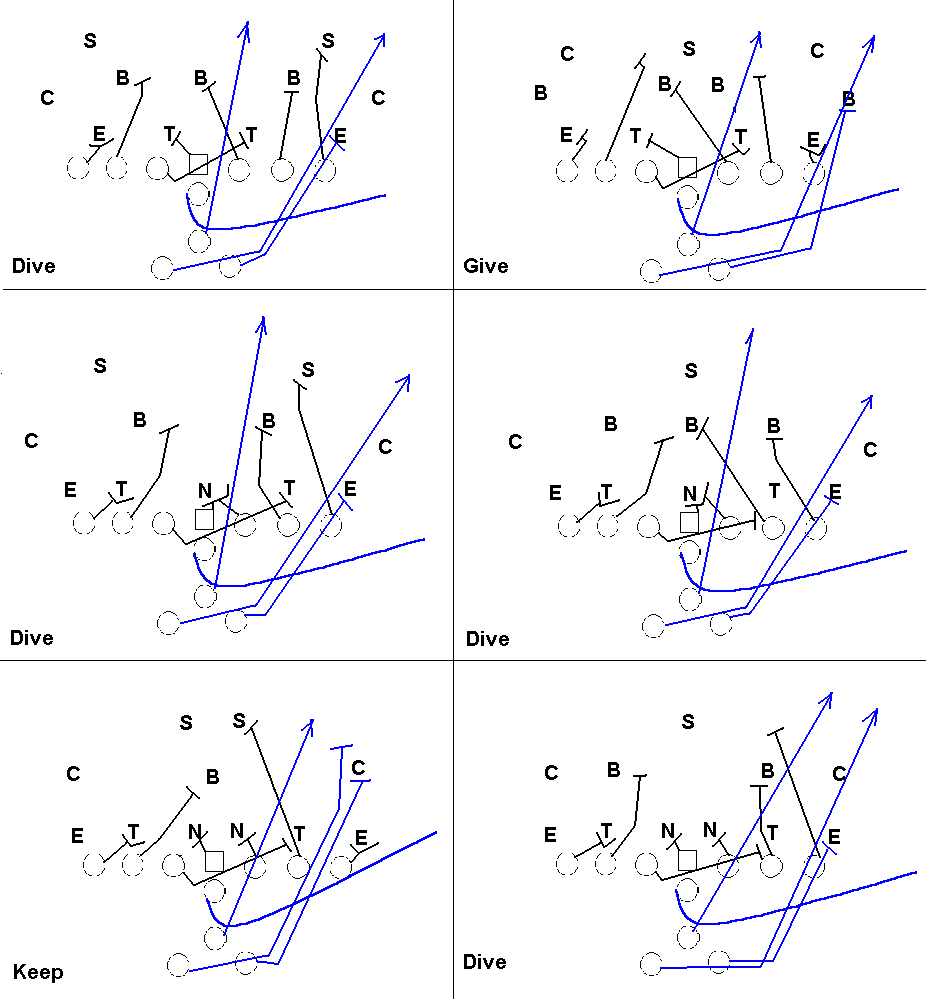 S S
B B B
C C
E T T E
Dive
C S C
B B B B
E T T E
Give
S S
B B
C C
E T N T E
Dive
S
B B B
C C
E T N T E
Dive
S S
C B C
E T N N T E
Keep
S
C B B C
E T N N T E
Dive